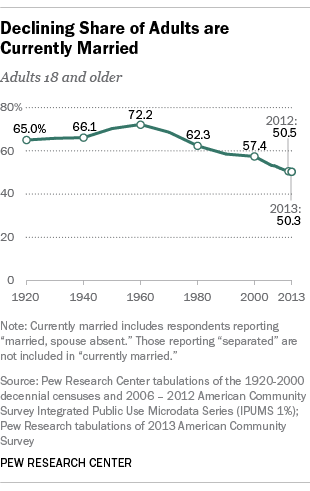 Declining Share of Adults are
Currently Married
Adults 18 and older
80%
60
40
20
0
65.0%
66.1
72.2
62.3
57.4
2012:
50.5
2013:
50.3
1920 1940 1960 1980 2000 2013
Note: Currently married includes respondents reporting
“married, spouse absent.” Those reporting “separated” are
not included in “currently married.”
Source: Pew Research Center tabulations of the 1920-2000
decennial censuses and 2006 – 2012 American Community
Survey Integrated Public Use Microdata Series (IPUMS 1%);
Pew Research tabulations of 2013 American Community
Survey
PEW RESEARCH CENTER